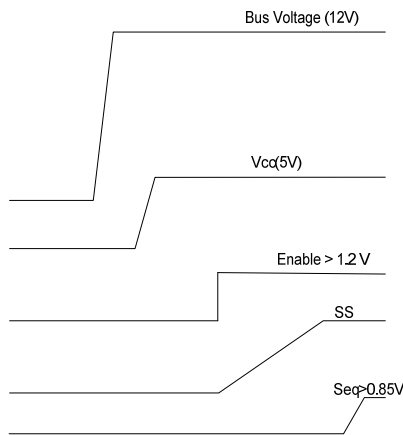 Bus Voltage (12V)
Vcc(5V)
Enable > 1.2 V
SS
Seq>0.85V